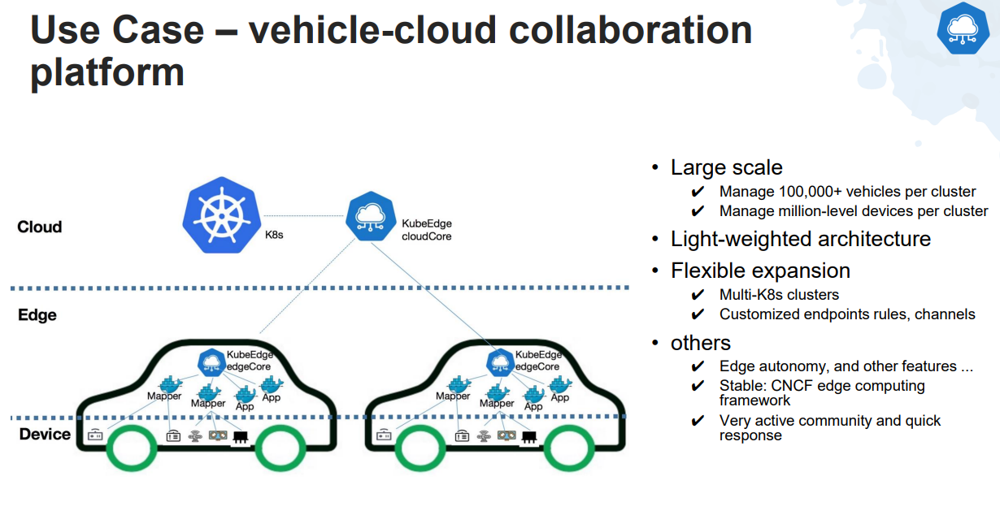 Use Case – vehicle-cloud collaboration
platform
Cloud
K8s
KubeEdge
cloudCore
Edge
KubeEdge
edgeCore
Mapper
Mapper
App
App
KubeEdge
edgeCore
Mapper
Mapper
App
App
Device
• Large scale
✔ Manage 100,000+ vehicles per cluster
✔ Manage million-level devices per cluster
• Light-weighted architecture
• Flexible expansion
✔ Multi-K8s clusters
✔ Customized endpoints rules, channels
• others
✔ Edge autonomy, and other features ...
✔ Stable: CNCF edge computing
framework
✔ Very active community and quick
response